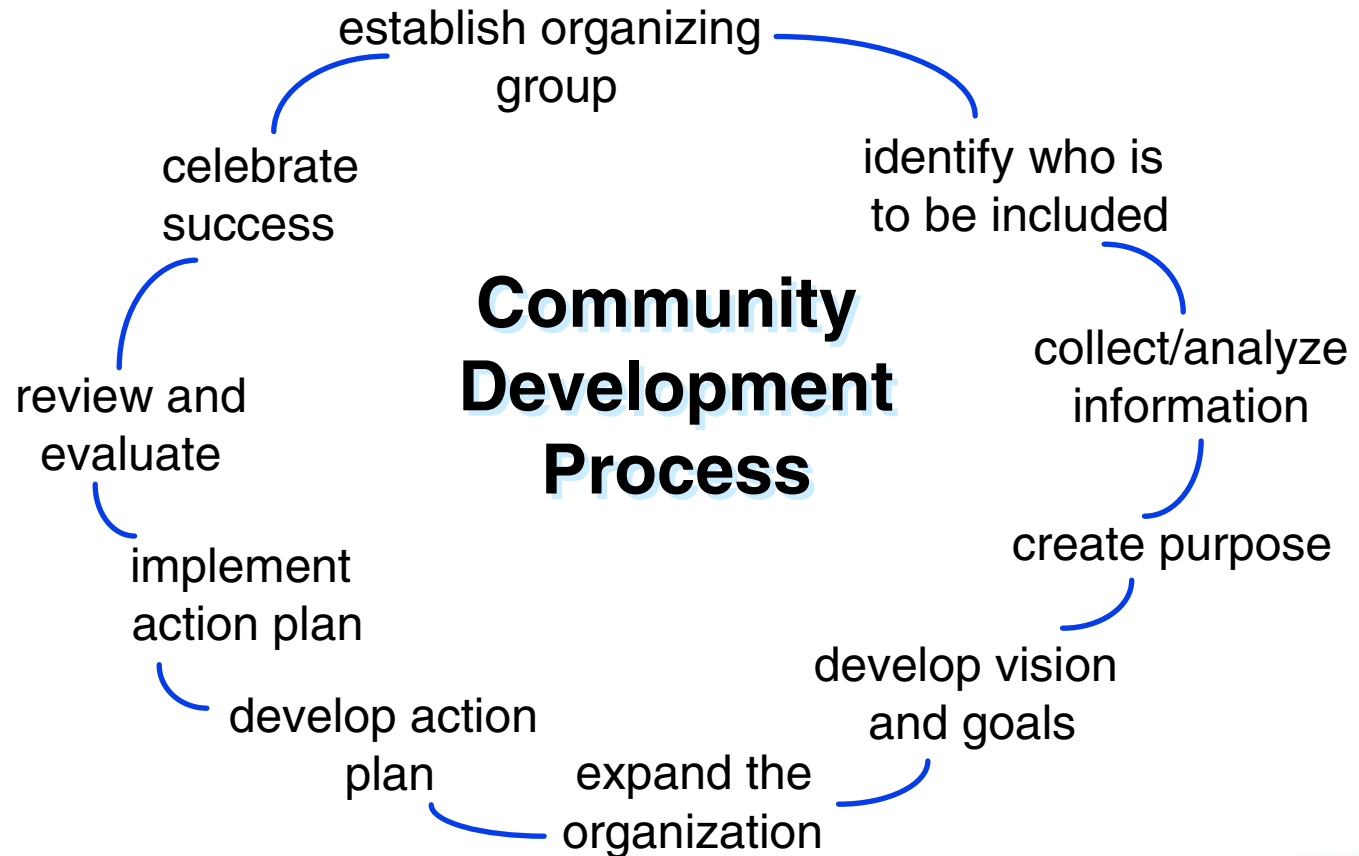 establish organizing
group
identify who is
to be included
collect/analyze
information
create purpose
develop vision
and goals
expand the
organization
develop action
plan
implement
action plan
review and
evaluate
celebrate
success
Community
Development
Process